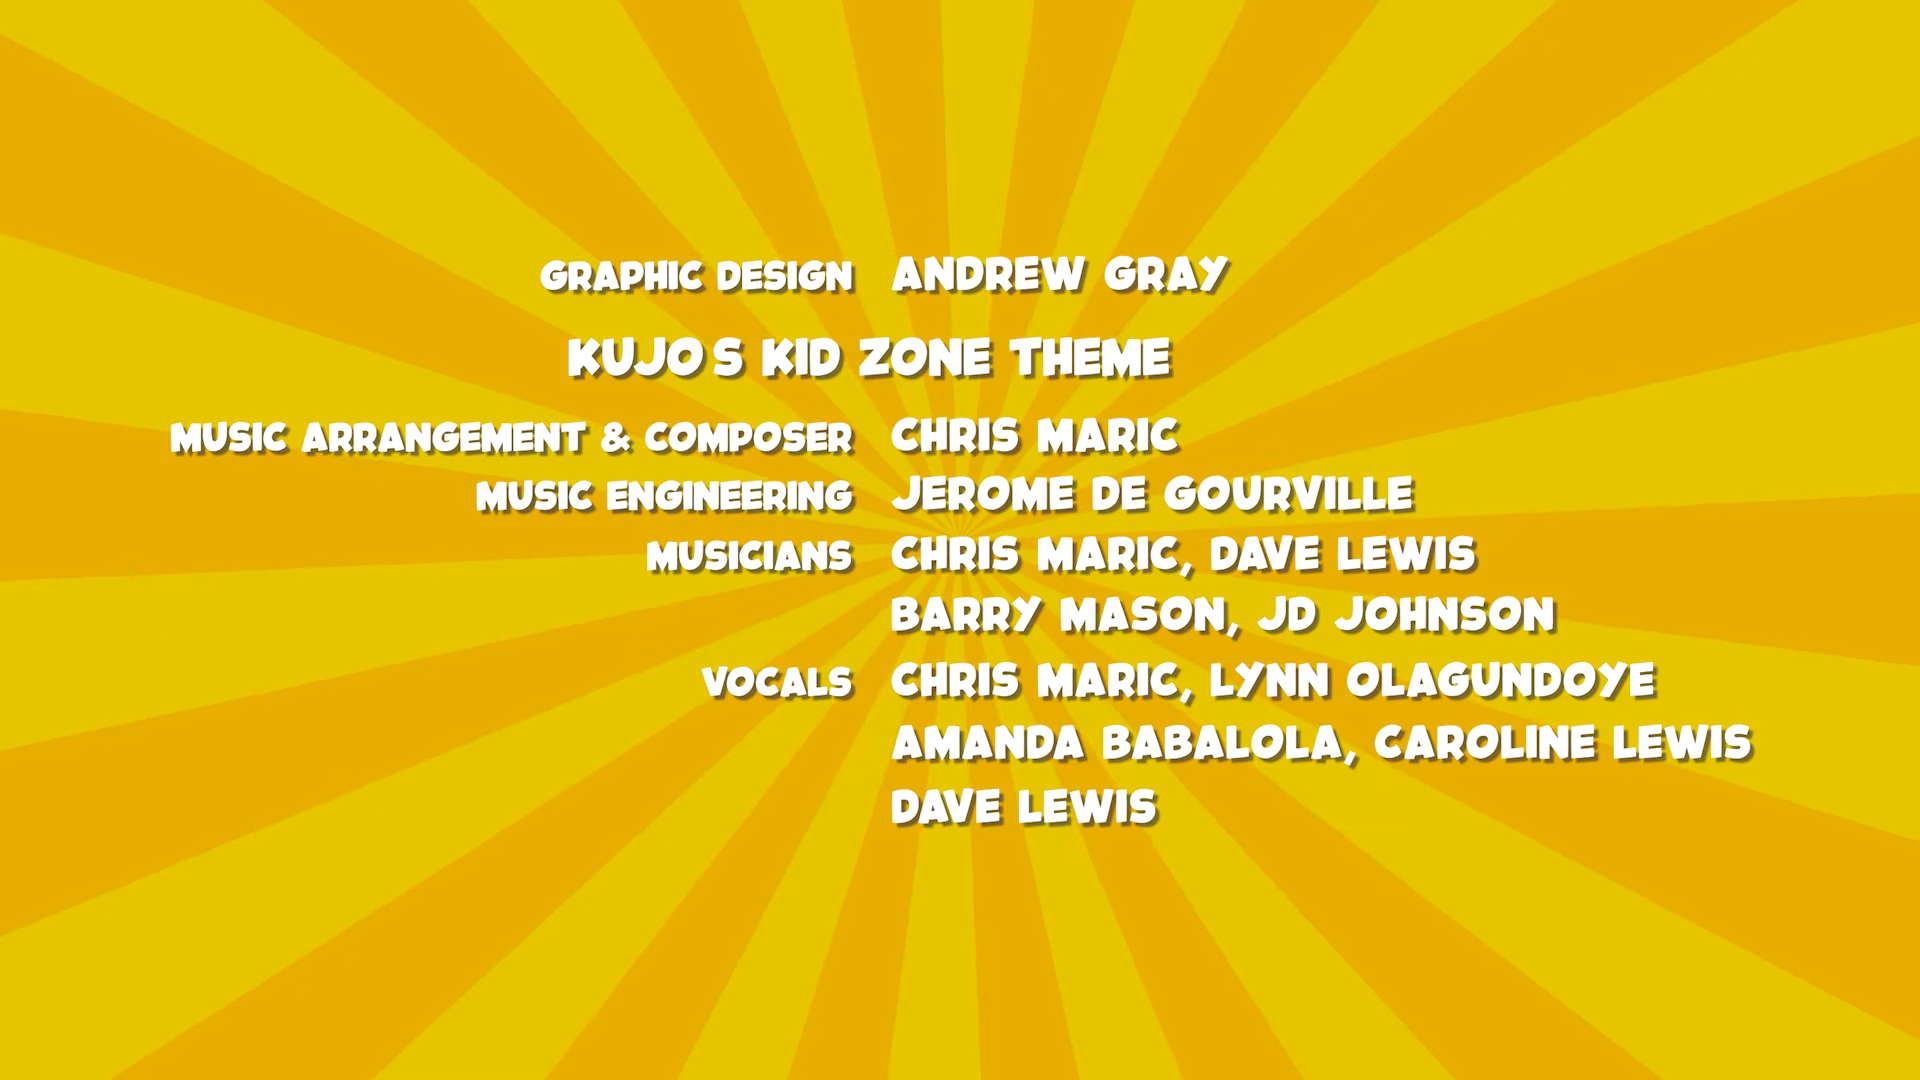 GRAPHIC DESIGN ANDREW GRAY
KUJO S KID ZONE THEME
MUSIC ARRANGEMENT & COMPOSER CHRIS MARIC
MUSIC ENGINEERING JEROME DE GOURVILLE
MUSICIANS CHRIS MARIC, DAVE LEWIS
BARRY MASON, JD JOHNSON
VOCALS CHRIS MARIC, LYNN OLAGUNDOYE
AMANDA BABALOLA, CAROLINE LEWIS
DAVE LEWIS